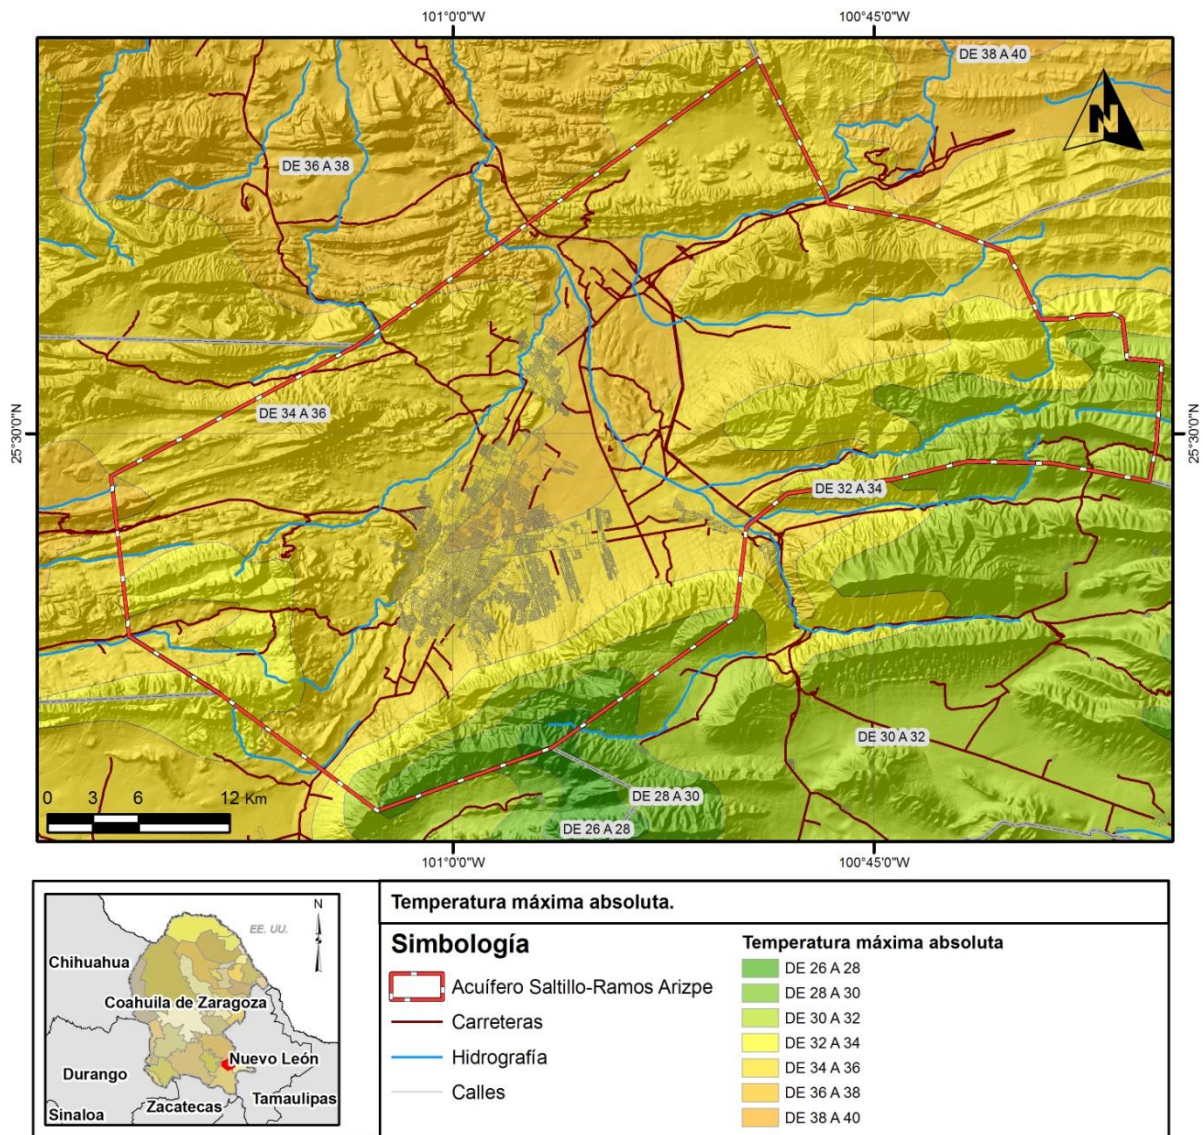 101°0'0"W
100°45'0"W
DE 38 A 40
N
DE 36 A 38
DE 34 A 36
25°30'0"N
25°30'0"N
DE 32 A 34
DE 30 A 32
DE 28 A 30
DE 26 A 28
0 3 6 12 Km
101°0'0"W
100°45'0"W
EE. UU.
N
Chihuahua
Coahuila de Zaragoza
Nuevo León
Durango
Tamaulipas
Zacatecas
Sinaloa
Temperatura máxima absoluta.
Simbología
Acuífero Saltillo-Ramos Arizpe
Carreteras
Hidrografía
Calles
Temperatura máxima absoluta
DE 26 A 28
DE 28 A 30
DE 30 A 32
DE 32 A 34
DE 34 A 36
DE 36 A 38
DE 38 A 40